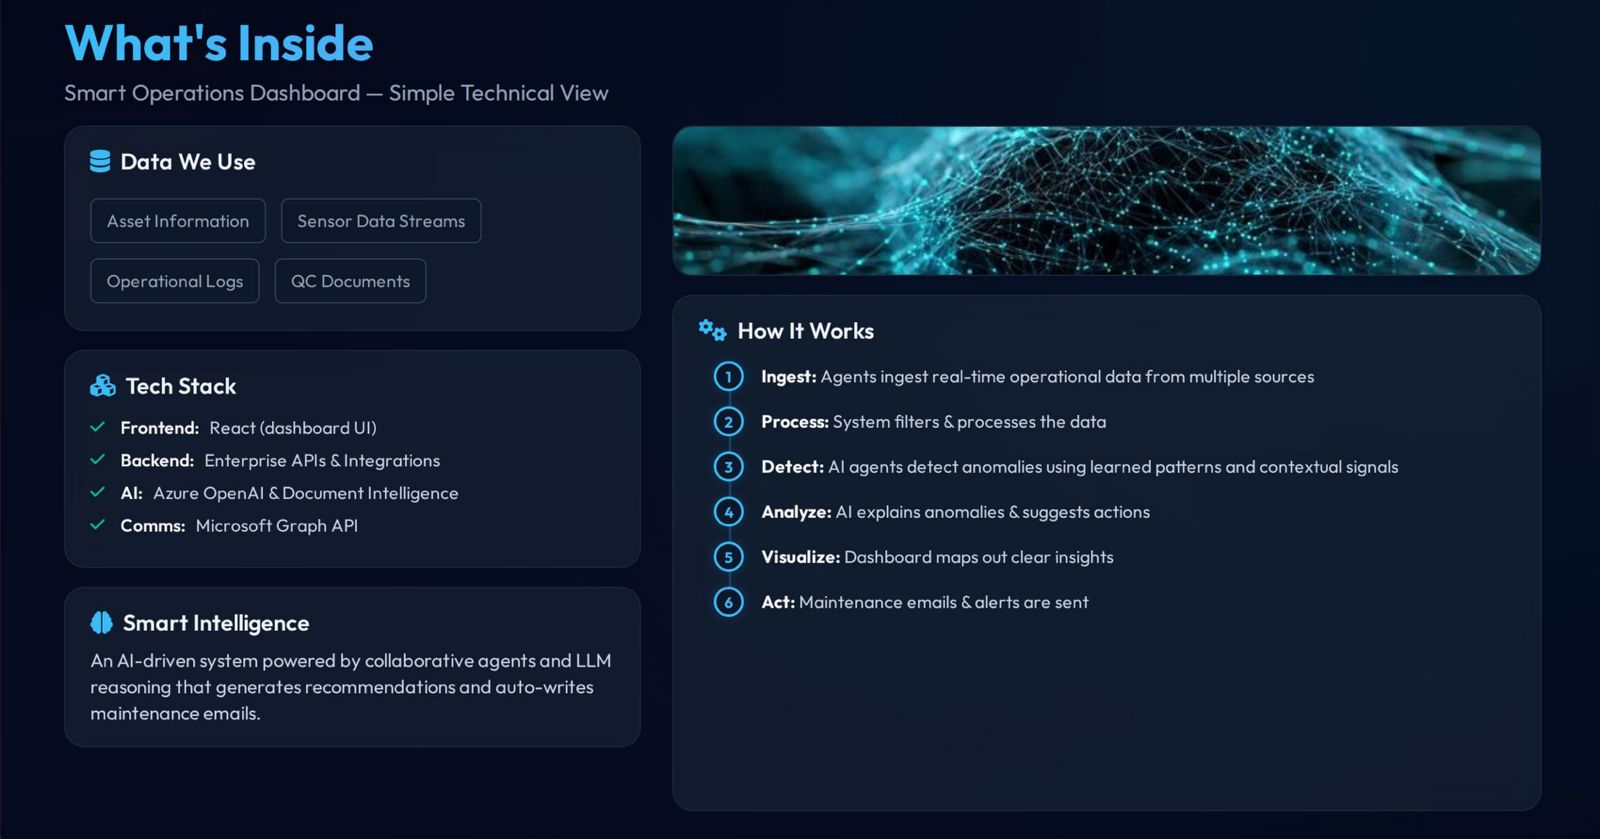 What's Inside
Smart Operations Dashboard — Simple Technical View
Data We Use
Asset Information
Sensor Data Streams
Operational Logs
QC Documents
Tech Stack
Frontend: React (dashboard UI)
Backend: Enterprise APIs & Integrations
AI: Azure OpenAI & Document Intelligence
Comms: Microsoft Graph API
Smart Intelligence
An AI-driven system powered by collaborative agents and LLM
reasoning that generates recommendations and auto-writes
maintenance emails.
How It Works
1 Ingest: Agents ingest real-time operational data from multiple sources
2 Process: System filters & processes the data
3 Detect: AI agents detect anomalies using learned patterns and contextual signals
4 Analyze: AI explains anomalies & suggests actions
5 Visualize: Dashboard maps out clear insights
6 Act: Maintenance emails & alerts are sent